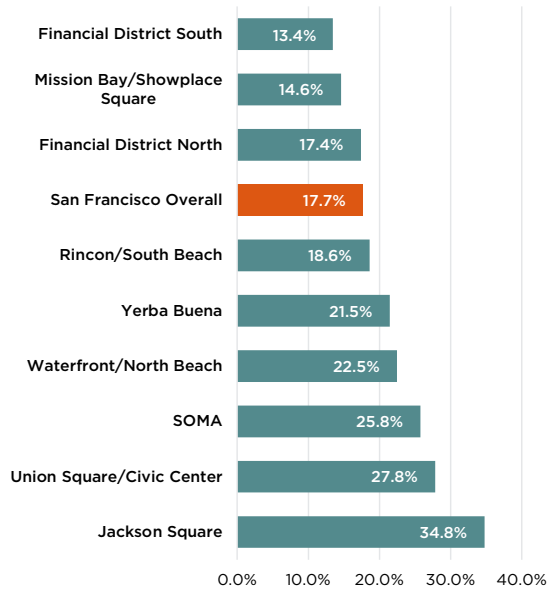 Financial District South
13.4%
Mission Bay/Showplace
Square
14.6%
Financial District North
17.4%
San Francisco Overall
17.7%
Rincon/South Beach
18.6%
Yerba Buena
21.5%
Waterfront/North Beach
22.5%
SOMA
25.8%
Union Square/Civic Center
27.8%
Jackson Square
34.8%
0.0% 10.0% 20.0% 30.0% 40.0%